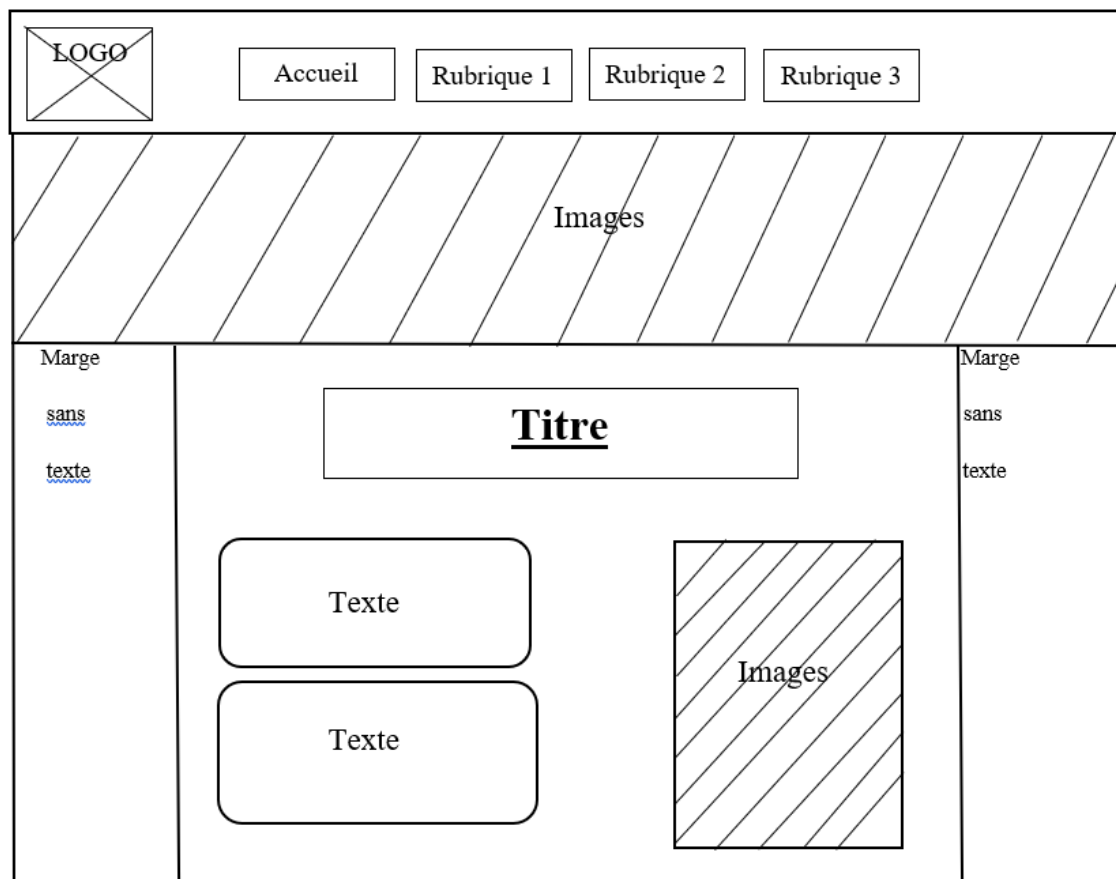 LOGO
Accueil
Rubrique 1
Rubrique 2
Rubrique 3
Images
Marge
sans
texte
Titre
Marge
sans
texte
Texte
Texte
Images